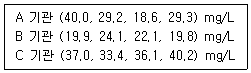 A 기관 (40.0, 29.2, 18.6, 29.3) mg/L
B 기관 (19.9, 24.1, 22.1, 19.8) mg/L
C 기관 (37.0, 33.4, 36.1, 40.2) mg/L